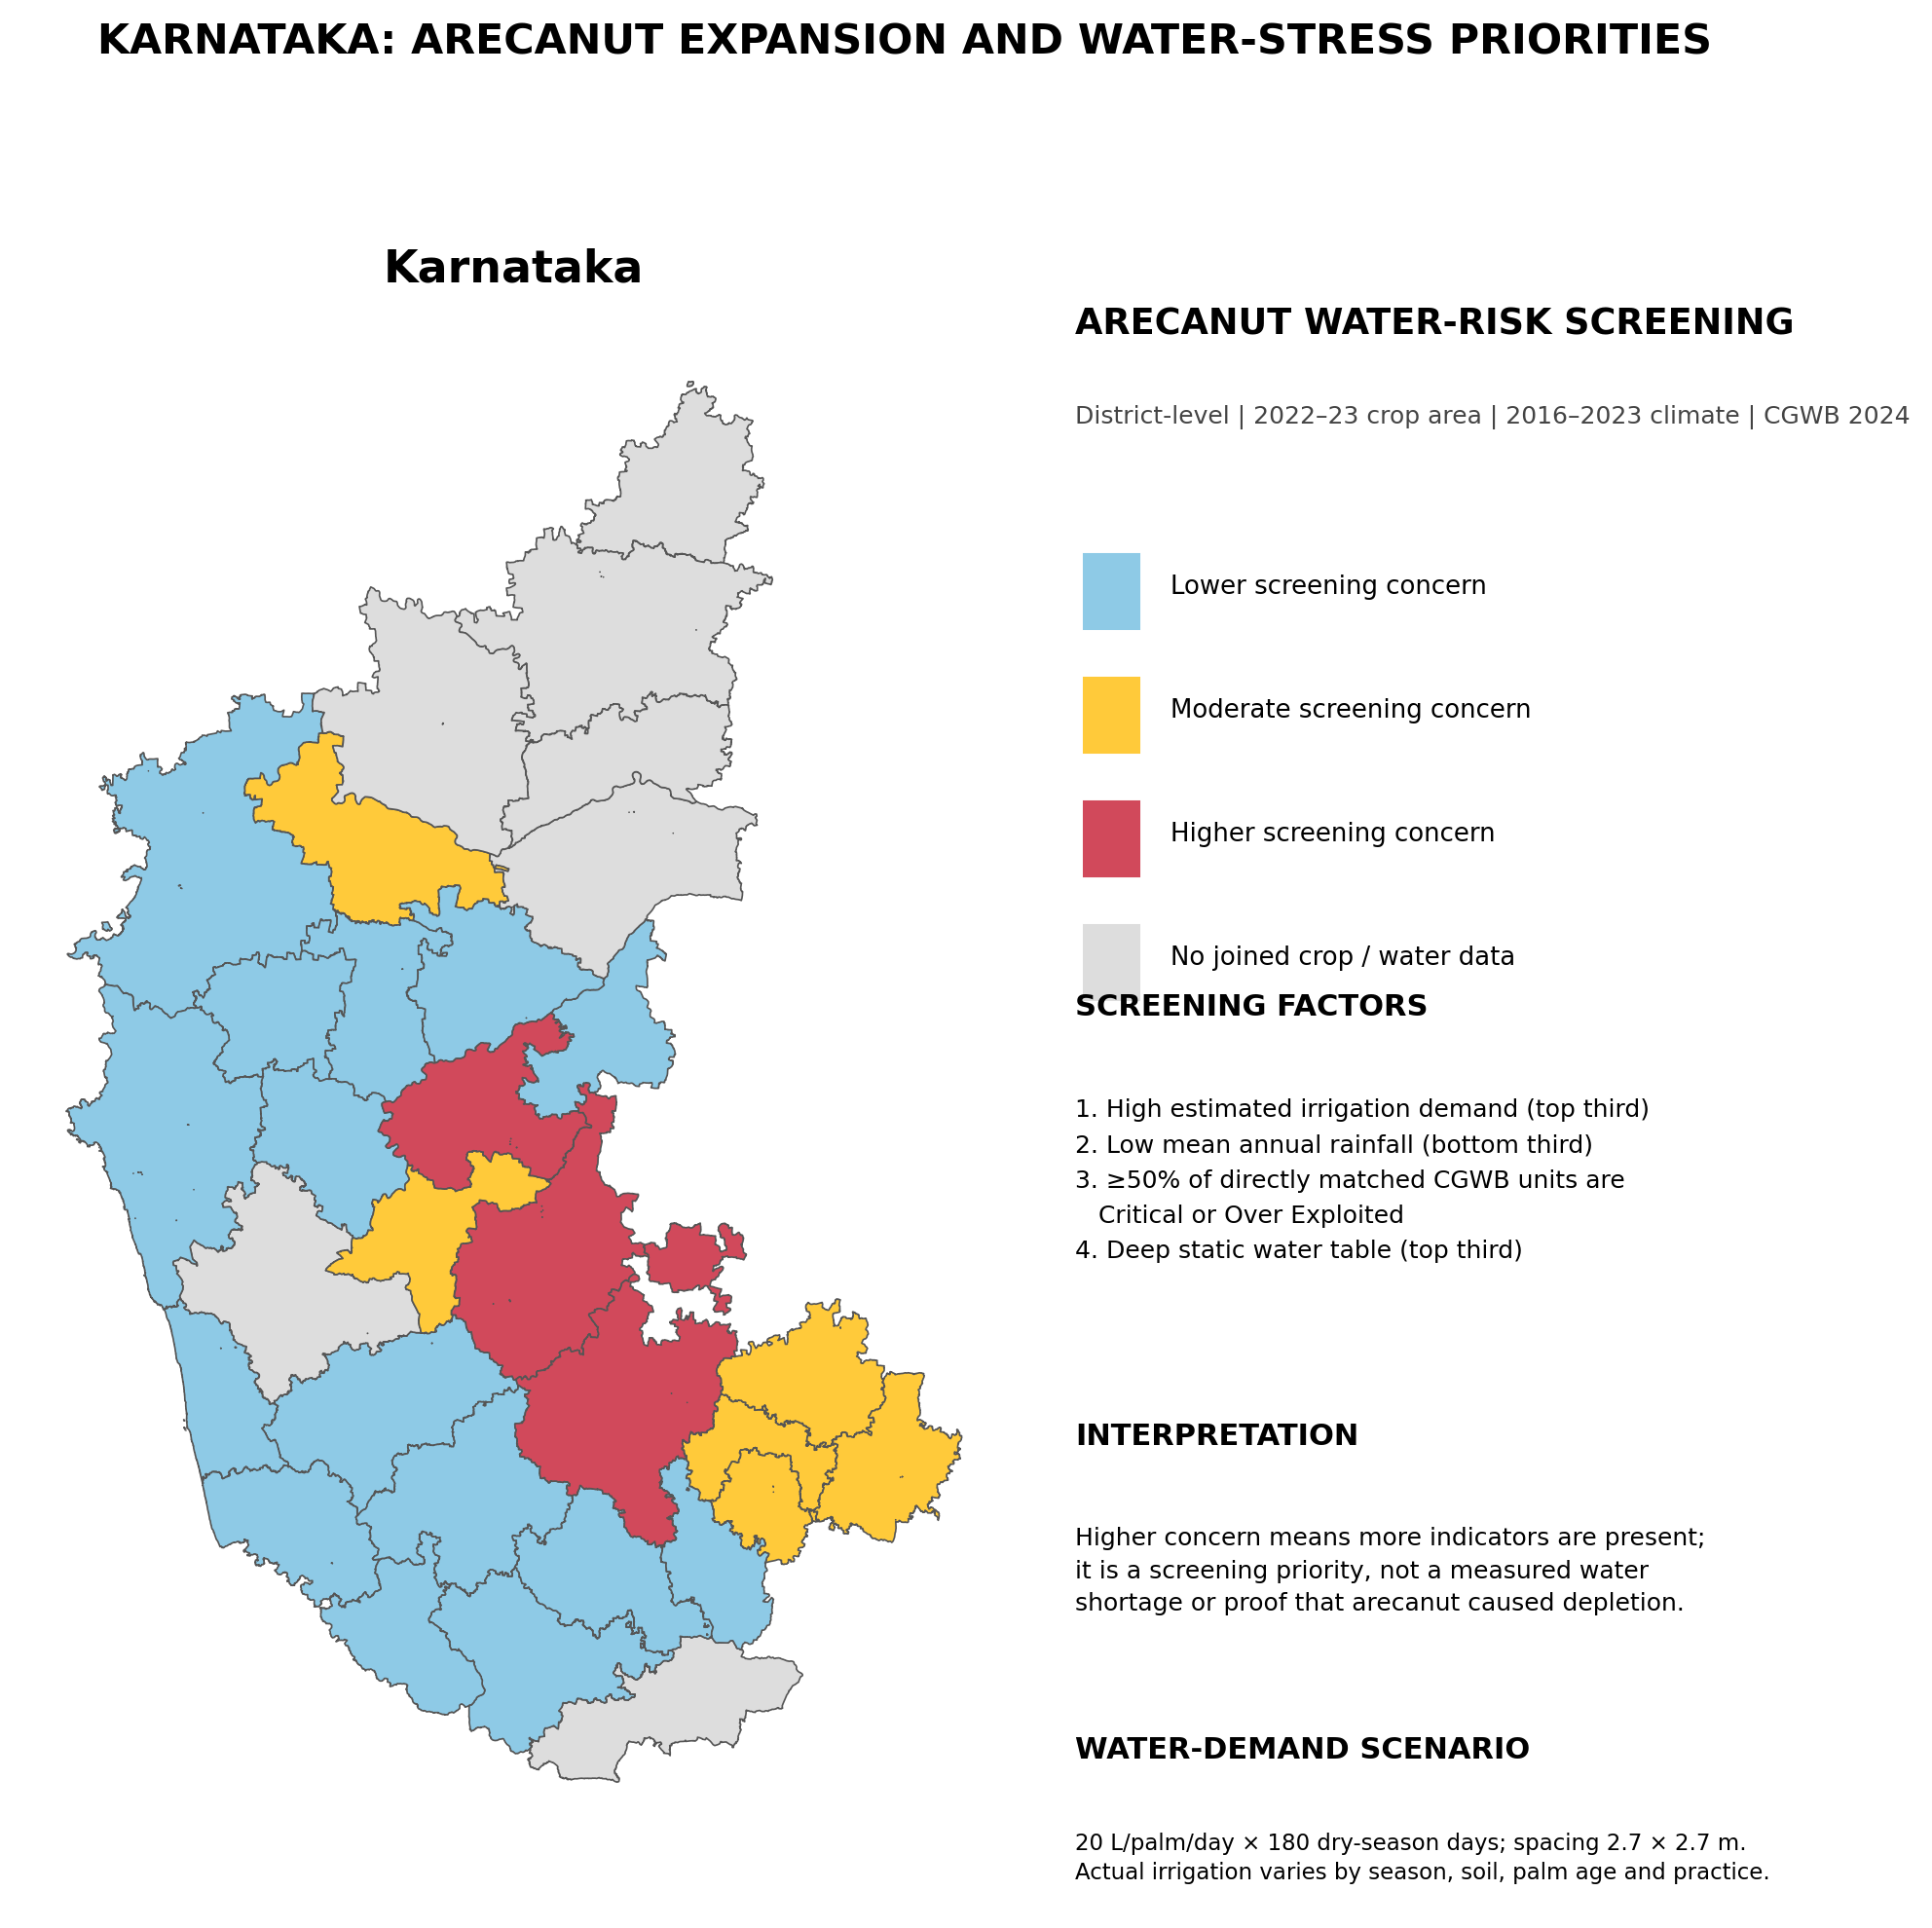 KARNATAKA: ARECANUT EXPANSION AND WATER-STRESS PRIORITIES
Karnataka
ARECANUT WATER-RISK SCREENING
District-level | 2022–23 crop area | 2016–2023 climate | CGWB 2024
Lower screening concern
Moderate screening concern
Higher screening concern
No joined crop / water data
SCREENING FACTORS
1. High estimated irrigation demand (top third)
2. Low mean annual rainfall (bottom third)
3. ≥50% of directly matched CGWB units are
Critical or Over Exploited
4. Deep static water table (top third)
INTERPRETATION
Higher concern means more indicators are present;
it is a screening priority, not a measured water
shortage or proof that arecanut caused depletion.
WATER-DEMAND SCENARIO
20 L/palm/day × 180 dry-season days; spacing 2.7 × 2.7 m.
Actual irrigation varies by season, soil, palm age and practice.